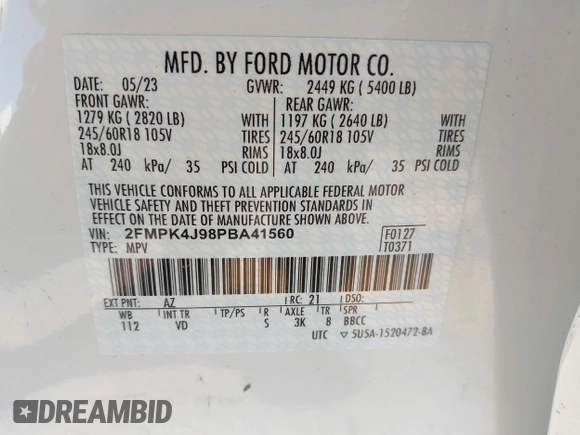 MFD. BY FORD MOTOR CO.
DATE: 05/23 GVWR: 2449 KG ( 5400 LB)
FRONT GAWR: REAR GAWR:
1279 KG ( 2820 LB) WITH 1197 KG ( 2640 LB) WITH
245/60R18 105V TIRES 245/60R18 105V TIRES
18x8.0J RIMS 18x8.0J RIMS
AT 240 kPa/ 35 PSI COLD AT 240 kPa/ 35 PSI COLD
THIS VEHICLE CONFORMS TO ALL APPLICABLE FEDERAL MOTOR
VEHICLE SAFETY AND THEFT PREVENTION STANDARDS IN
EFFECT ON THE DATE OF MANUFACTURE SHOWN ABOVE.
VIN: 2FMPK4J98PBA41560 F0127
TYPE: MPV T0371
EXT PNT: AZ RC: 21 DSO:
WB INT TR TP/PS R AXLE TR SPR
112 VD S 3K 8 BBCC
UTC ▽ 5U5A-1520472-BA
DREAMBID